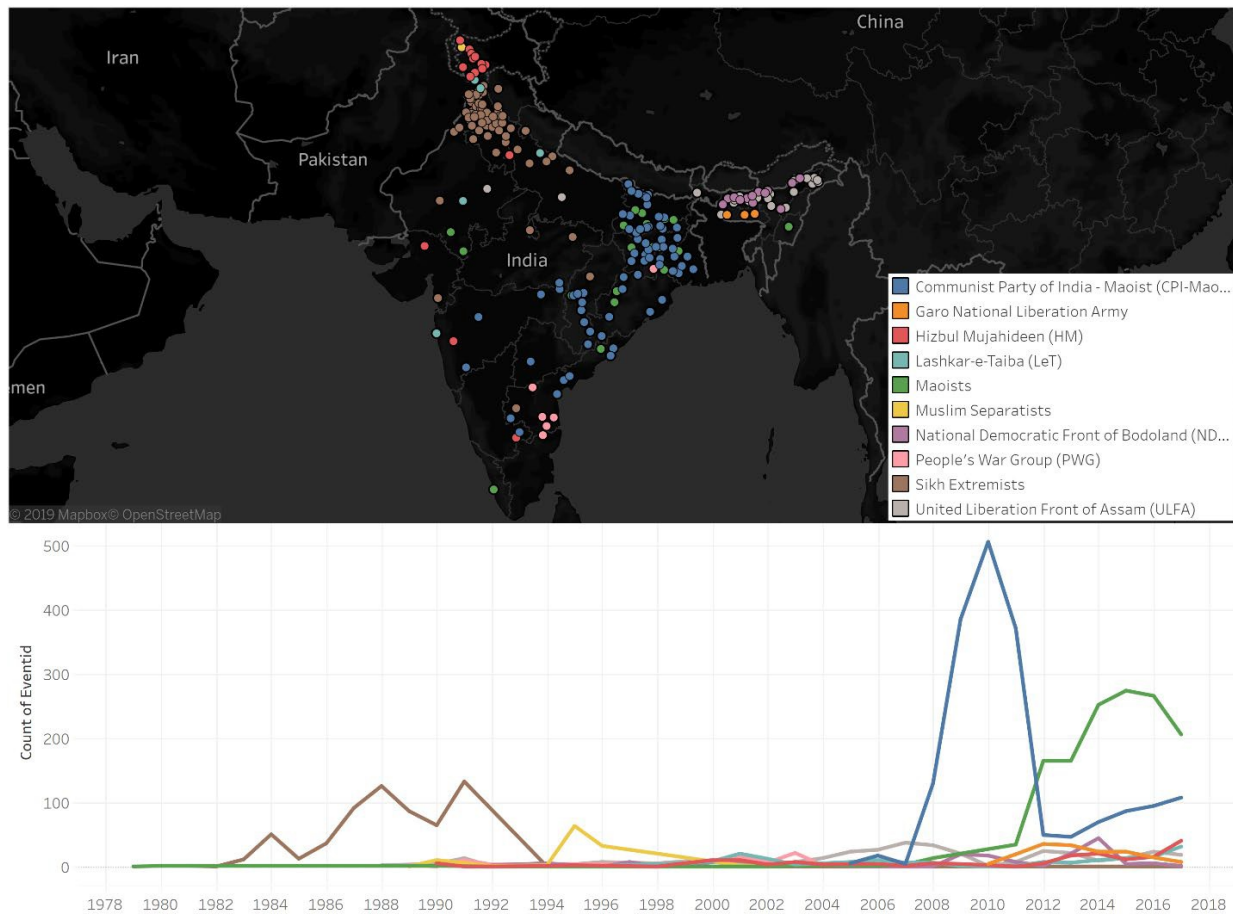 China
Iran
Pakistan
India
emen
Communist Party of India - Maoist (CPI-Mao...
Garo National Liberation Army
Hizbul Mujahideen (HM)
Lashkar-e-Taiba (LeT)
Maoists
Muslim Separatists
National Democratic Front of Bodoland (ND...
People's War Group (PWG)
Sikh Extremists
United Liberation Front of Assam (ULFA)
© 2019 Mapbox© OpenStreetMap
500
400
300
200
100
0
Count of Eventid
1978 1980 1982 1984 1986 1988 1990 1992 1994 1996 1998 2000 2002 2004 2006 2008 2010 2012 2014 2016 2018